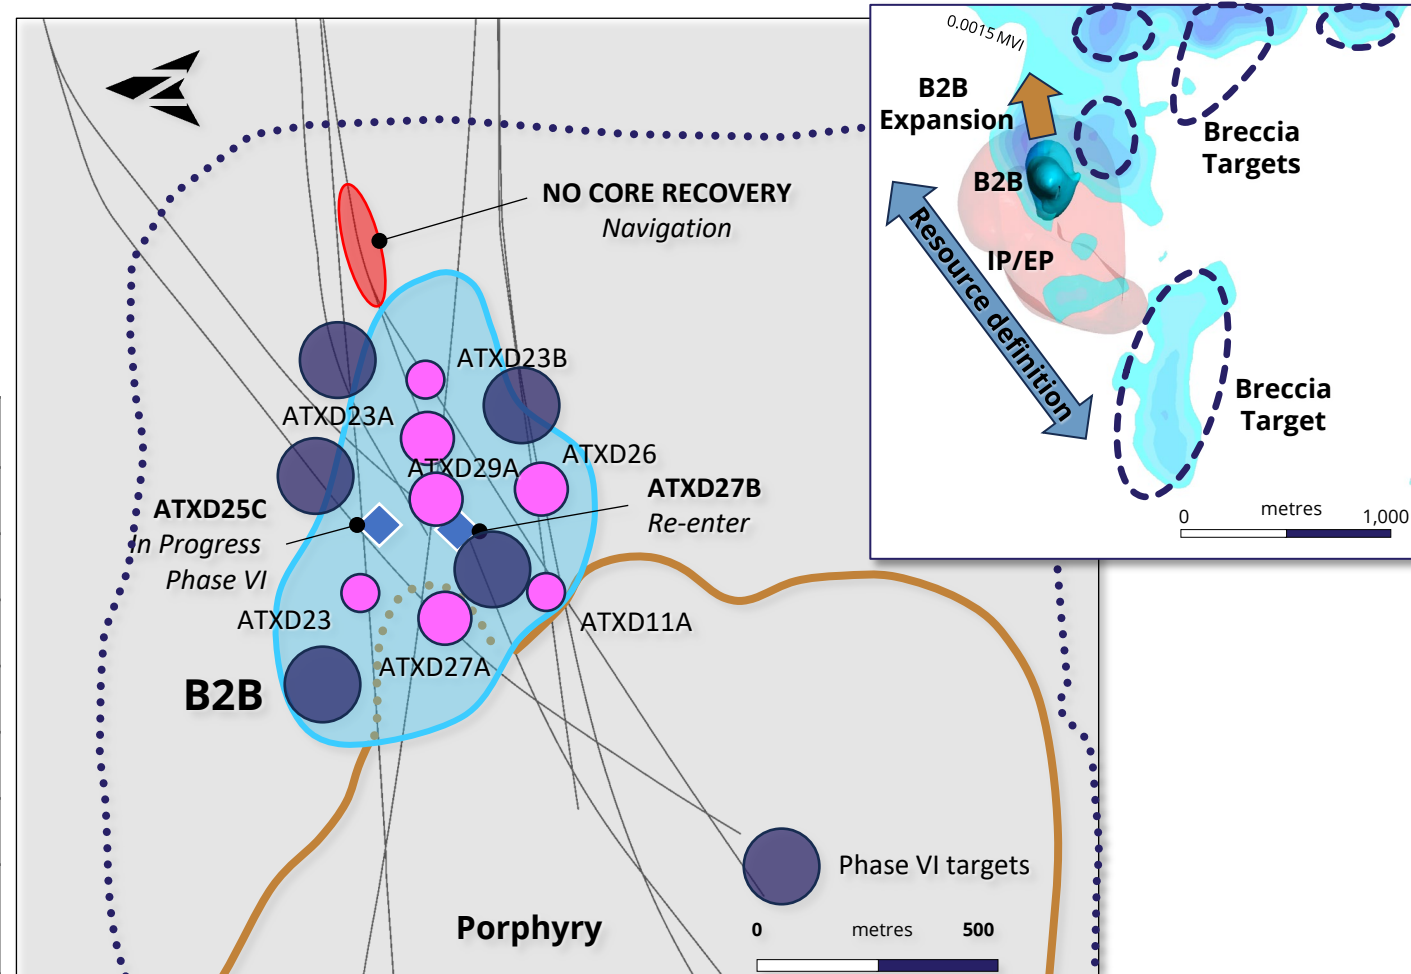 0.0015 MVI
B2B
Expansion
Breccia
Targets
B2B
IP/EP
Resource definition
Breccia
Target
0 metres 1,000
NO CORE RECOVERY
Navigation
ATXD23B
ATXD23A
ATXD29A
ATXD26
ATXD25C
In Progress
Phase VI
ATXD27B
Re-enter
ATXD23
ATXD11A
ATXD27A
B2B
Phase VI targets
Porphyry
0 metres 500